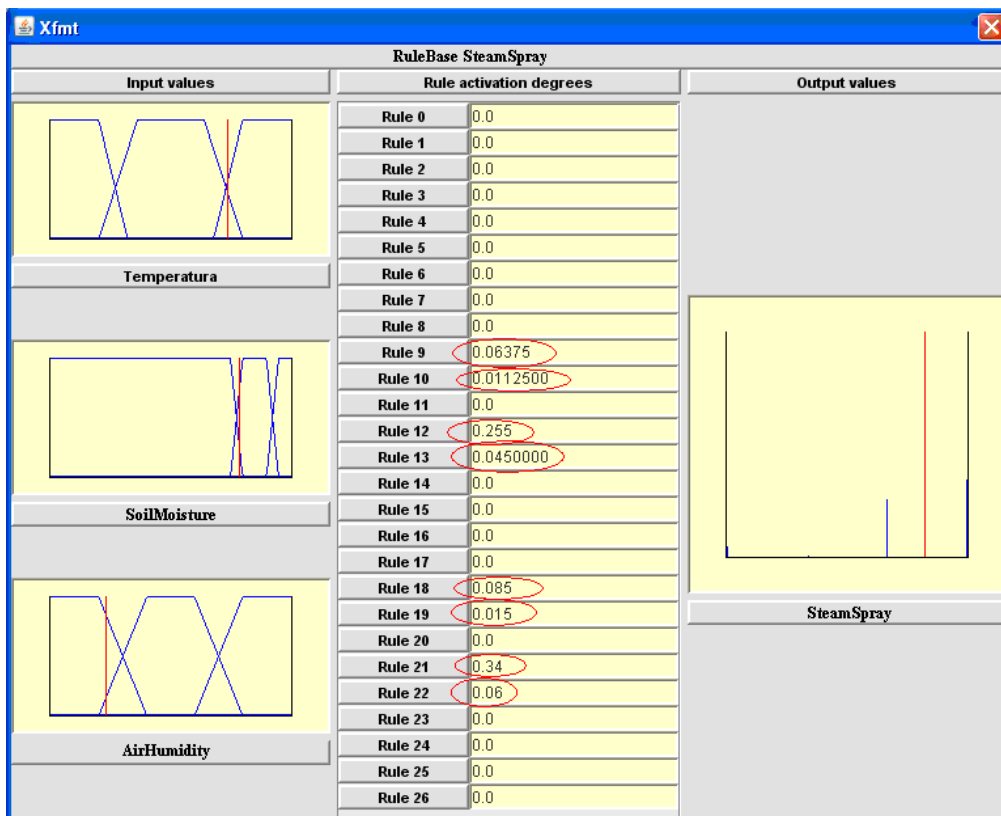 Xfmt
RuleBase SteamSpray
Input values
Rule activation degrees
Output values
Temperatura
SoilMoisture
AirHumidity
Rule 0 0.0
Rule 1 0.0
Rule 2 0.0
Rule 3 0.0
Rule 4 0.0
Rule 5 0.0
Rule 6 0.0
Rule 7 0.0
Rule 8 0.0
Rule 9 0.06375
Rule 10 0.0112500
Rule 11 0.0
Rule 12 0.255
Rule 13 0.0450000
Rule 14 0.0
Rule 15 0.0
Rule 16 0.0
Rule 17 0.0
Rule 18 0.085
Rule 19 0.015
Rule 20 0.0
Rule 21 0.34
Rule 22 0.06
Rule 23 0.0
Rule 24 0.0
Rule 25 0.0
Rule 26 0.0
SteamSpray